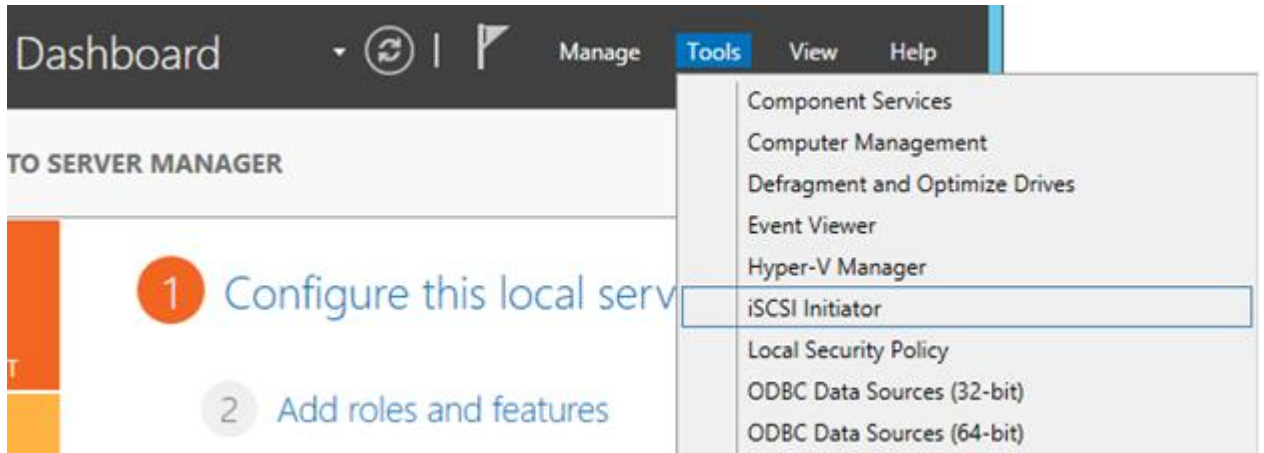 Dashboard Manage Tools View Help
Component Services
Computer Management
TO SERVER MANAGER
Defragment and Optimize Drives
Event Viewer
Hyper-V Manager
1 Configure this local serv
iSCSI Initiator
Local Security Policy
T
ODBC Data Sources (32-bit)
2 Add roles and features
ODBC Data Sources (64-bit)